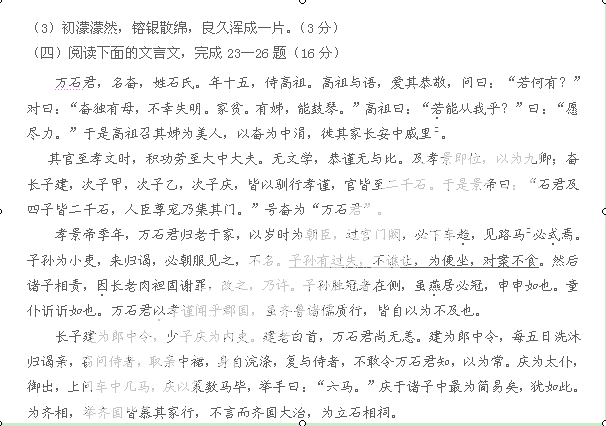 (3) 初濛濛然，镕银散绵，良久浑成一片。(3分)
(四) 阅读下面的文言文，完成23—26题(16分)
万石君，名奋，姓石氏。年十五，侍高祖。高祖与语，爱其恭敬，问曰：“若何有？”
对曰：“奋独有母，不幸失明。家贫。有姊，能鼓琴。”高祖曰：“若能从我乎？”曰：“愿
尽力。”于是高祖召其姊为美人，以奋为中涓，徙其家长安中戚里。
其官至孝文时，积功劳至大中大夫。无文学，恭谨无与比。及孝景即位，以为九卿；奋
长子建，次子甲，次子乙，次子庆，皆以驯行孝谨，官皆至二千石。于是景帝曰：“石君及
四子皆二千石，人臣尊宠乃集其门。”号奋为“万石君”。
孝景帝季年，万石君归老于家，以岁时为朝臣，过宫门阙，必下车趋，见路马必式焉。
子孙为小吏，来归谒，必朝服见之，不名。子孙有过失，不谯让，为便坐，对案不食。然后
诸子相责，因长老肉袒固谢罪，改之，乃许。子孙胜冠者在侧，虽燕居必冠，申申如也。童
仆䜣䜣如也。万石君以孝谨闻乎郡国，虽齐鲁诸儒质行，皆自以为不及也。
长子建为郎中令，少子庆为内史。建老白首，万石君尚无恙。建为郎中令，每五日洗沐
归谒亲，窃问侍者，取亲中裙，身自浣涤，复与侍者，不敢令万石君知，以为常。庆为太仆，
御出，上问车中几马，庆以策数马毕，举手曰：“六马。”庆于诸子中最为简易矣，犹如此。
为齐相，举齐国皆慕其家行，不言而齐国大治，为立石相祠。